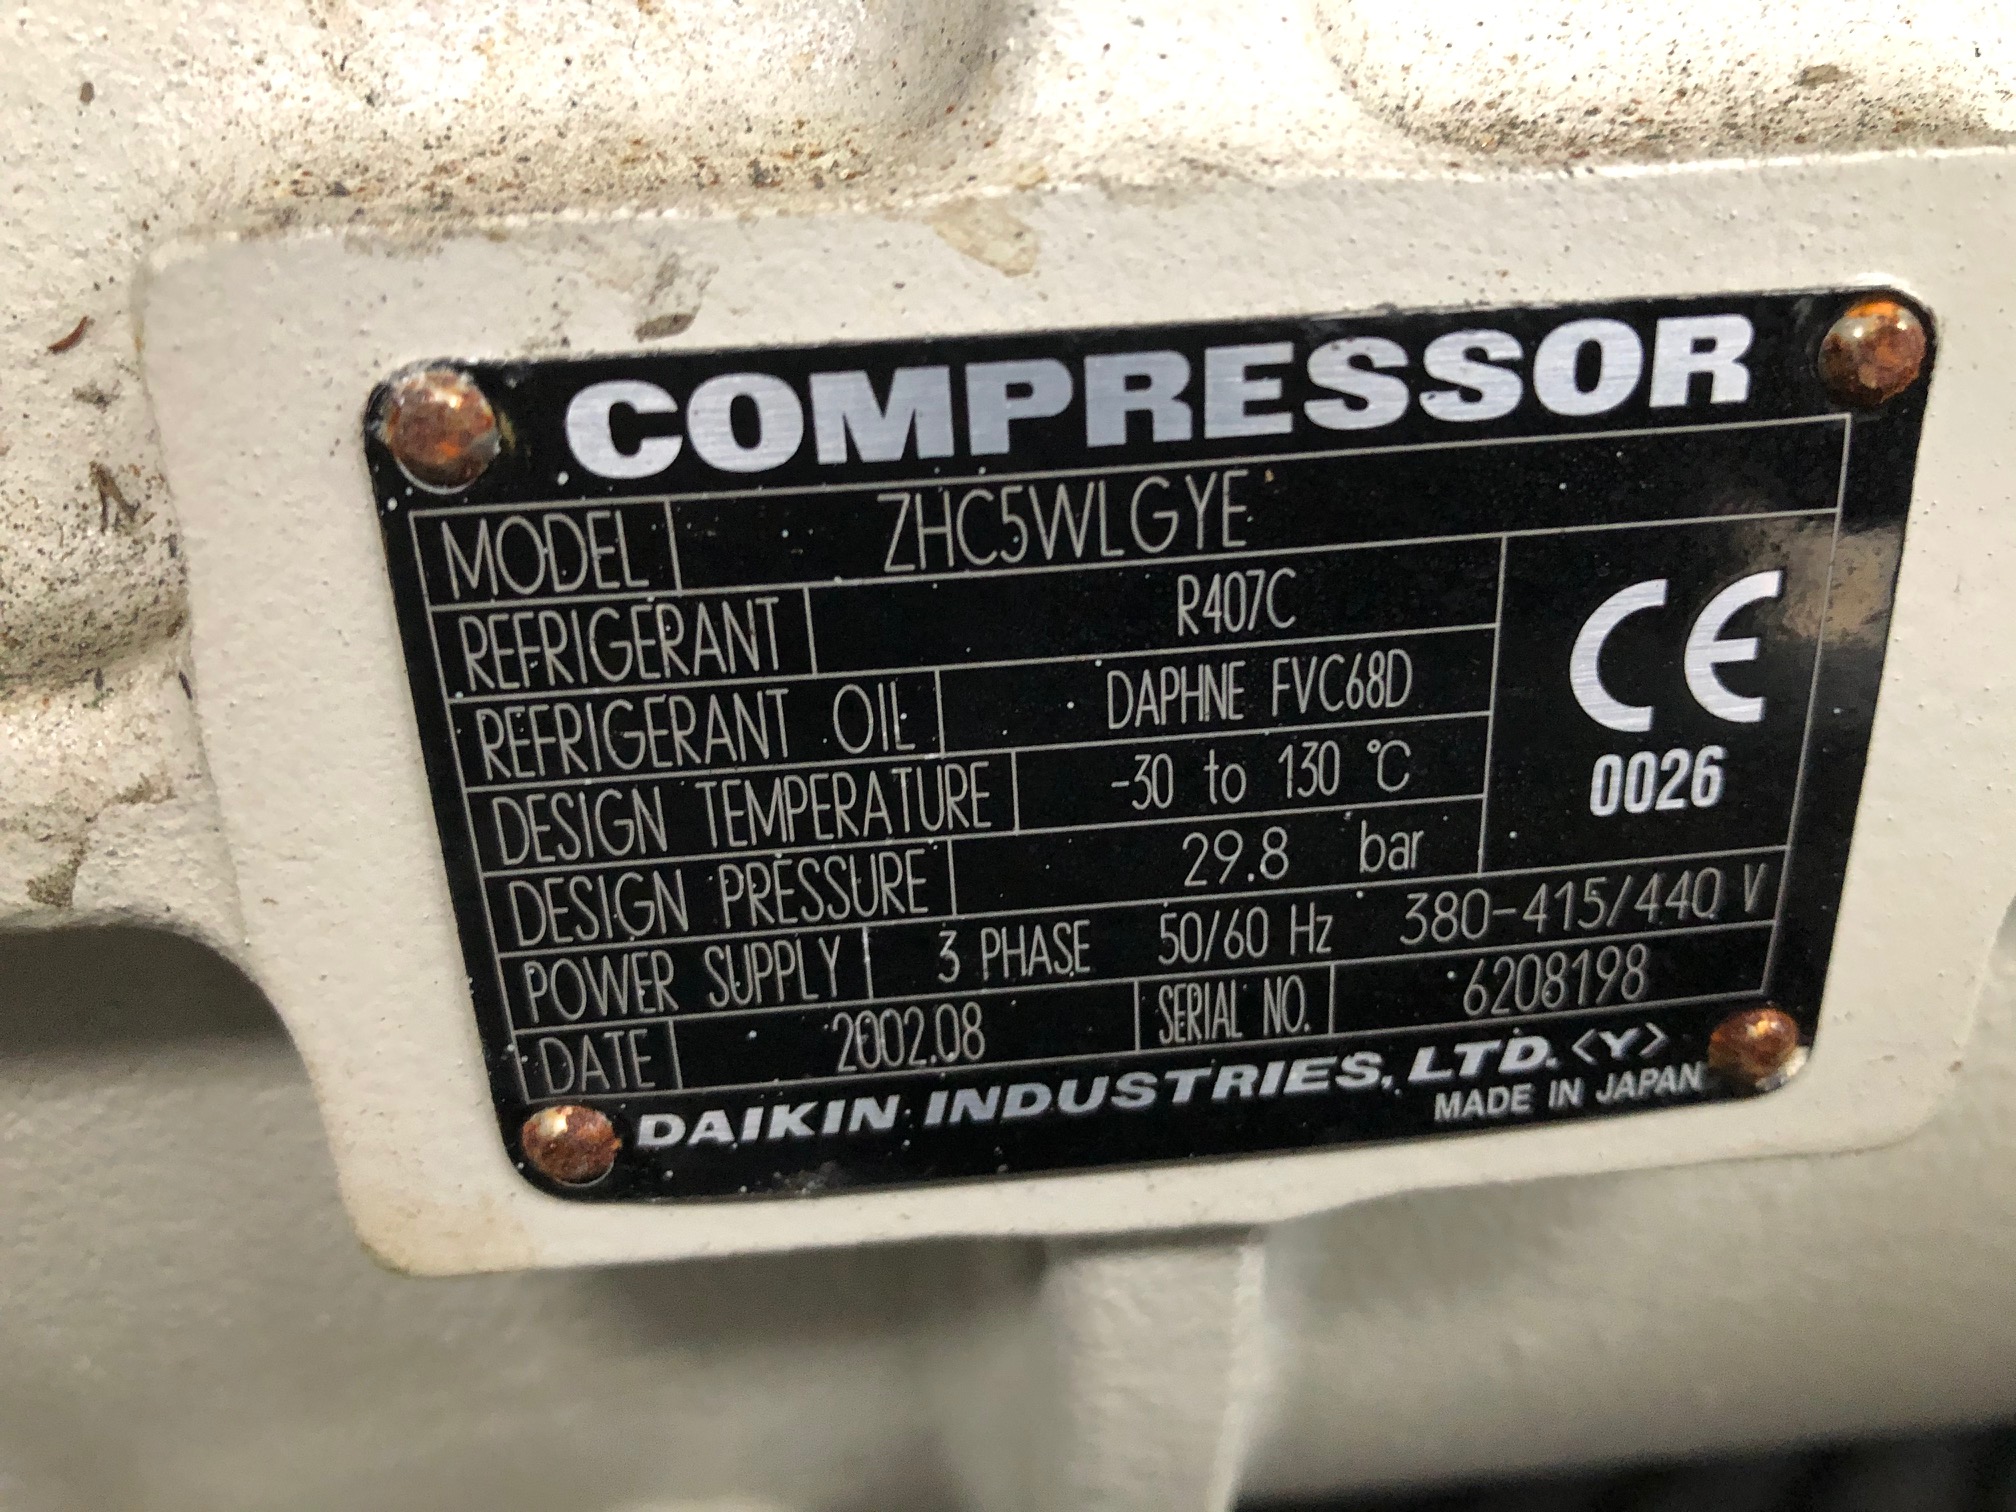 COMPRESSOR
MODEL ZHC5WLGYE
REFRIGERANT R407C
REFRIGERANT OIL DAPHNE FVC68D
DESIGN TEMPERATURE -30 to 130 ℃
DESIGN PRESSURE 29.8 bar
CE
0026
POWER SUPPLY 3 PHASE 50/60 Hz 380-415/440 V
DATE 2002.08 SERIAL NO. 6208198
DAIKIN INDUSTRIES, LTD. <Y>
MADE IN JAPAN